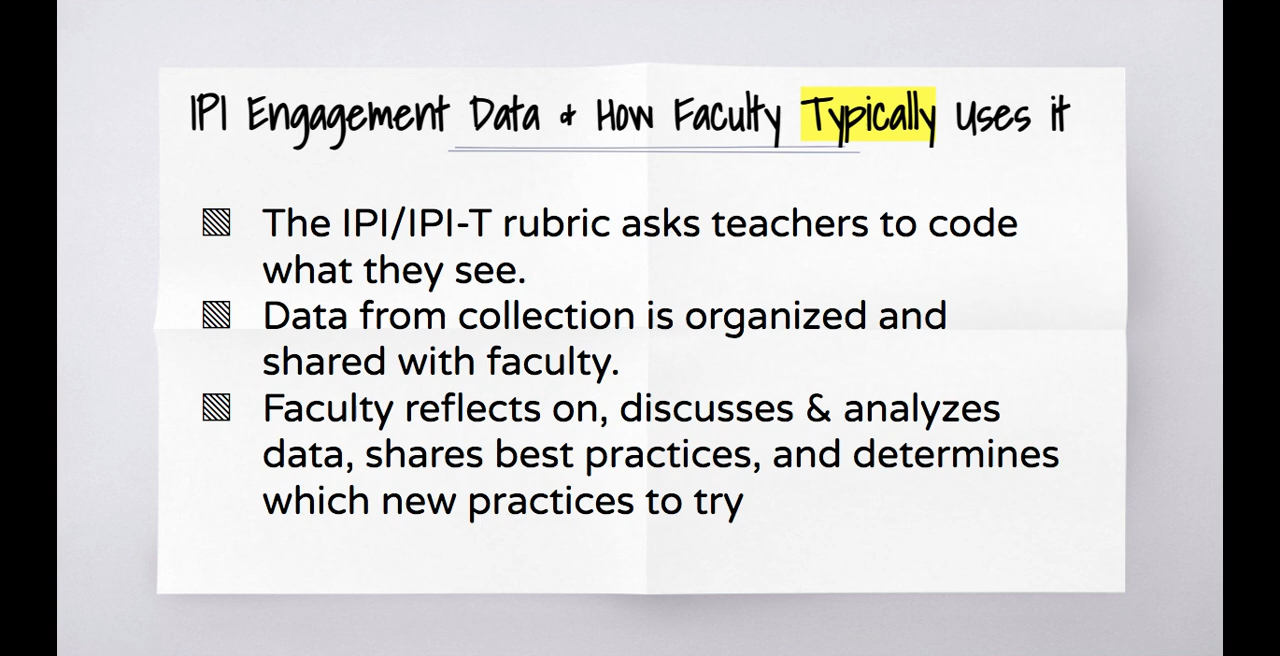 IPI Engagement Data & How Faculty Typically Uses it
The IPI/IPI-T rubric asks teachers to code
what they see.
Data from collection is organized and
shared with faculty.
Faculty reflects on, discusses & analyzes
data, shares best practices, and determines
which new practices to try